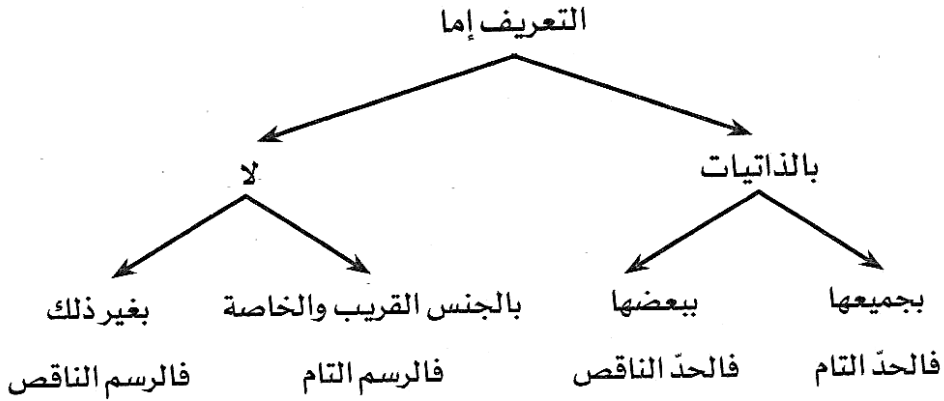 التعريف إما
بالذاتيات
لا
بجميعها
ببعضها
بالجنس القريب والخاصة
بغير ذلك
فالحدّ التام
فالحدّ الناقص
فالرسم التام
فالرسم الناقص